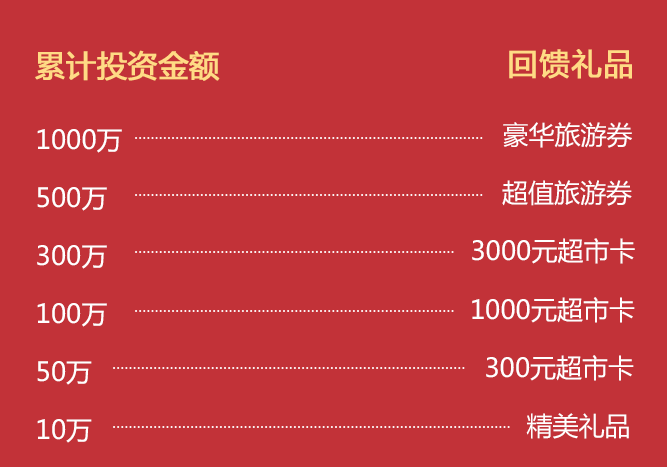 累计投资金额 回馈礼品
1000万 豪华旅游券
500万 超值旅游券
300万 3000元超市卡
100万 1000元超市卡
50万 300元超市卡
10万 精美礼品